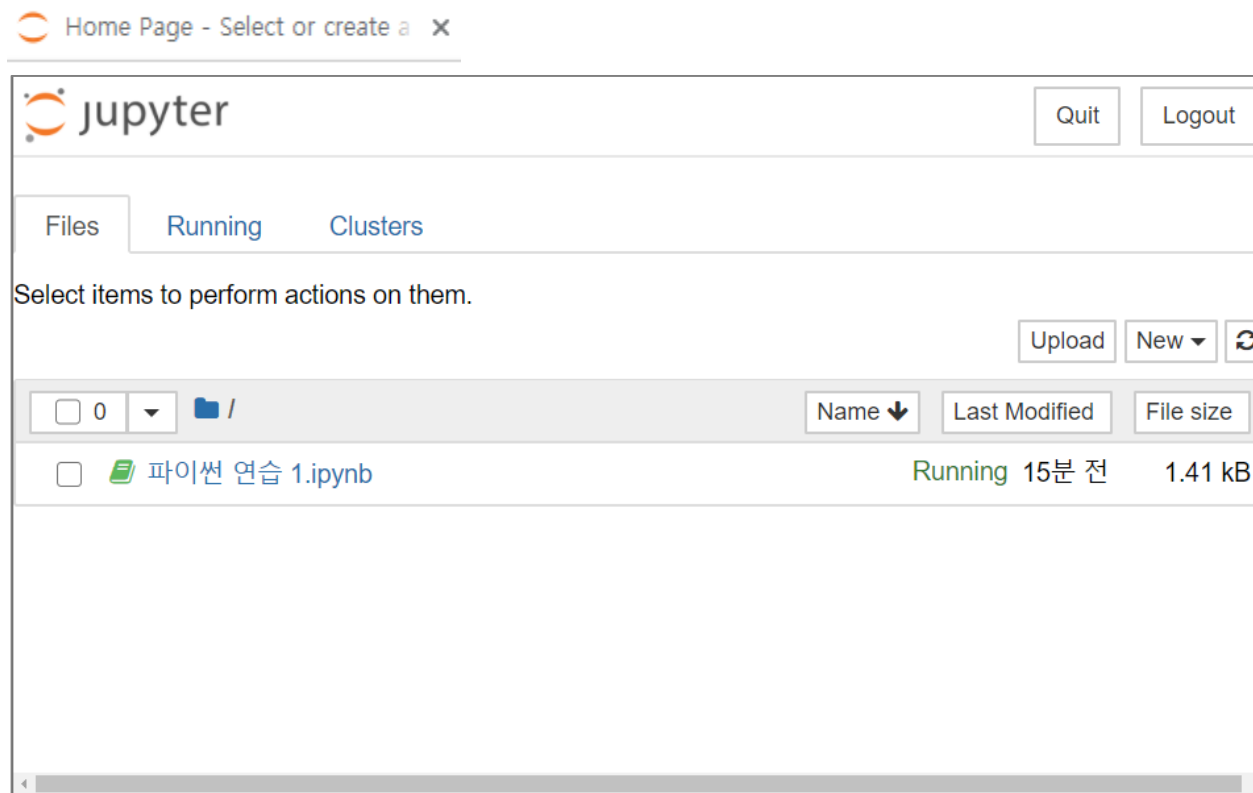 Home Page - Select or create a
jupyter
Quit Logout
Files Running Clusters
Select items to perform actions on them.
Upload New
0 / Name Last Modified File size
파이썬 연습 1.ipynb Running 15분 전 1.41 kB